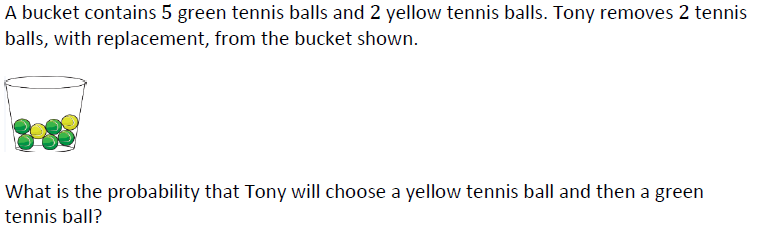 A bucket contains 5 green tennis balls and 2 yellow tennis balls. Tony removes 2 tennis
balls, with replacement, from the bucket shown.
What is the probability that Tony will choose a yellow tennis ball and then a green
tennis ball?